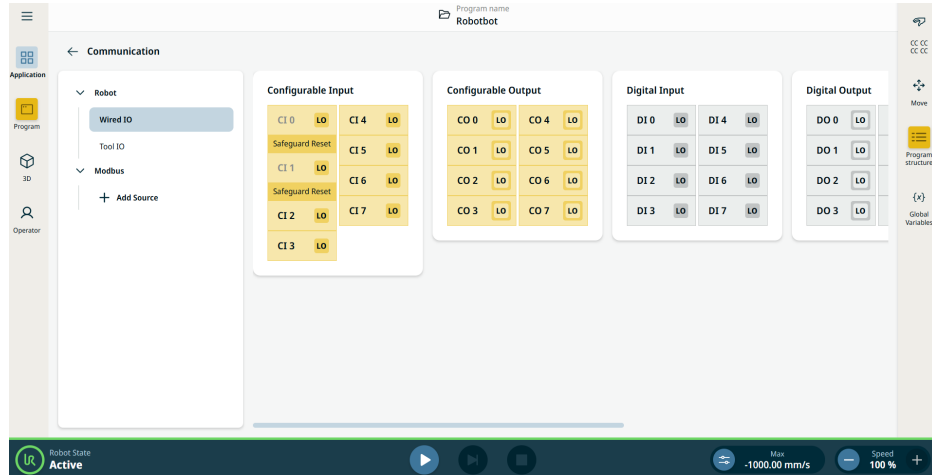 Program name
Robotbot
Application
Program
3D
Operator
Communication
Robot
Wired IO
Tool IO
Modbus
Add Source
Configurable Input
CI 0 LO CI 4 LO
Safeguard Reset
CI 5 LO
CI 1 LO
CI 6 LO
Safeguard Reset
CI 2 LO CI 7 LO
CI 3 LO
Configurable Output
CO 0 LO CO 4 LO
CO 1 LO CO 5 LO
CO 2 LO CO 6 LO
CO 3 LO CO 7 LO
Digital Input
DI 0 LO DI 4 LO
DI 1 LO DI 5 LO
DI 2 LO DI 6 LO
DI 3 LO DI 7 LO
Digital Output
DO 0 LO
DO 1 LO
DO 2 LO
DO 3 LO
CC CC
CC CC
Move
Program
structure
{x}
Global
Variables
UR
Robot State
Active
Max
-1000.00 mm/s
Speed
100 %